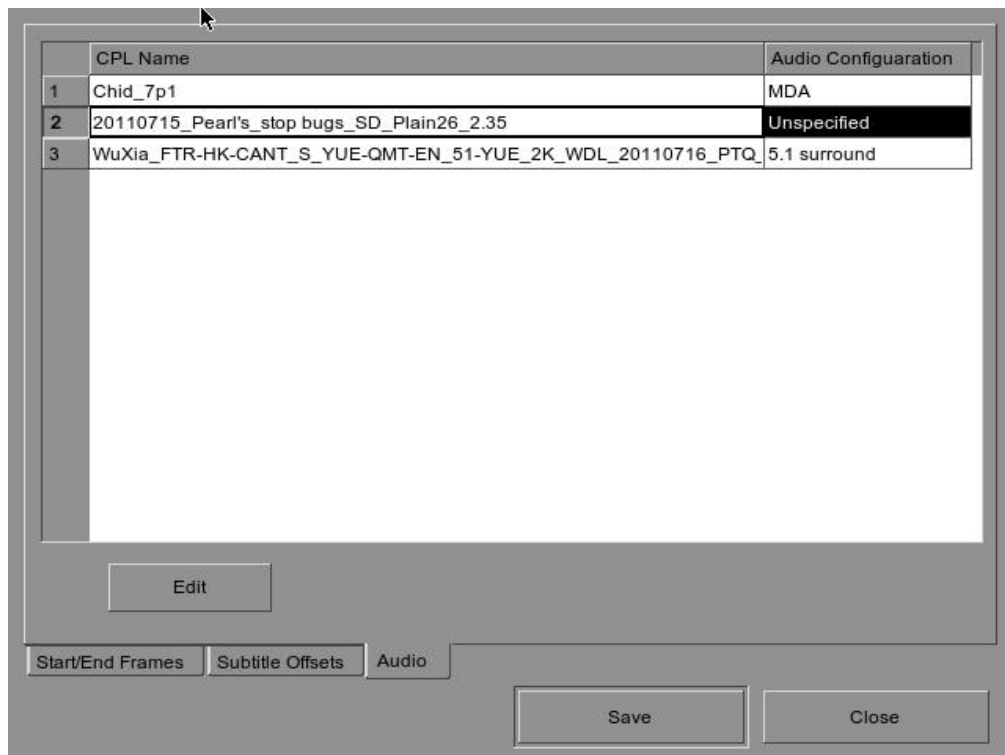 CPL Name Audio Configuaration
1 Chid_7p1 MDA
2 20110715_Pearl's_stop bugs_SD_Plain26_2.35 Unspecified
3 WuXia_FTR-HK-CANT_S_YUE-QMT-EN_51-YUE_2K_WDL_20110716_PTQ_ 5.1 surround
Edit
Start/End Frames Subtitle Offsets Audio
Save Close